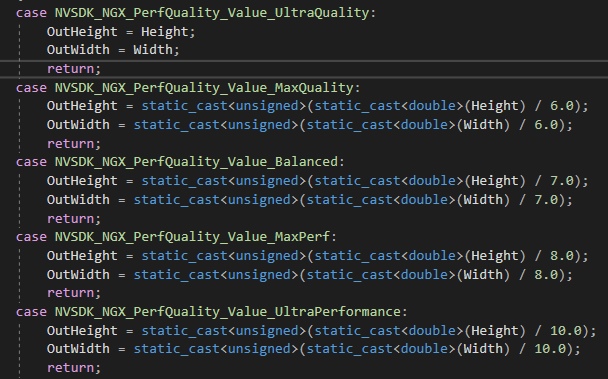 case NVSDK_NGX_PerfQuality_Value_UltraQuality:
    OutHeight = Height;
    OutWidth = Width;
    return;
case NVSDK_NGX_PerfQuality_Value_MaxQuality:
    OutHeight = static_cast<unsigned>(static_cast<double>(Height) / 6.0);
    OutWidth = static_cast<unsigned>(static_cast<double>(Width) / 6.0);
    return;
case NVSDK_NGX_PerfQuality_Value_Balanced:
    OutHeight = static_cast<unsigned>(static_cast<double>(Height) / 7.0);
    OutWidth = static_cast<unsigned>(static_cast<double>(Width) / 7.0);
    return;
case NVSDK_NGX_PerfQuality_Value_MaxPerf:
    OutHeight = static_cast<unsigned>(static_cast<double>(Height) / 8.0);
    OutWidth = static_cast<unsigned>(static_cast<double>(Width) / 8.0);
    return;
case NVSDK_NGX_PerfQuality_Value_UltraPerformance:
    OutHeight = static_cast<unsigned>(static_cast<double>(Height) / 10.0);
    OutWidth = static_cast<unsigned>(static_cast<double>(Width) / 10.0);
    return;